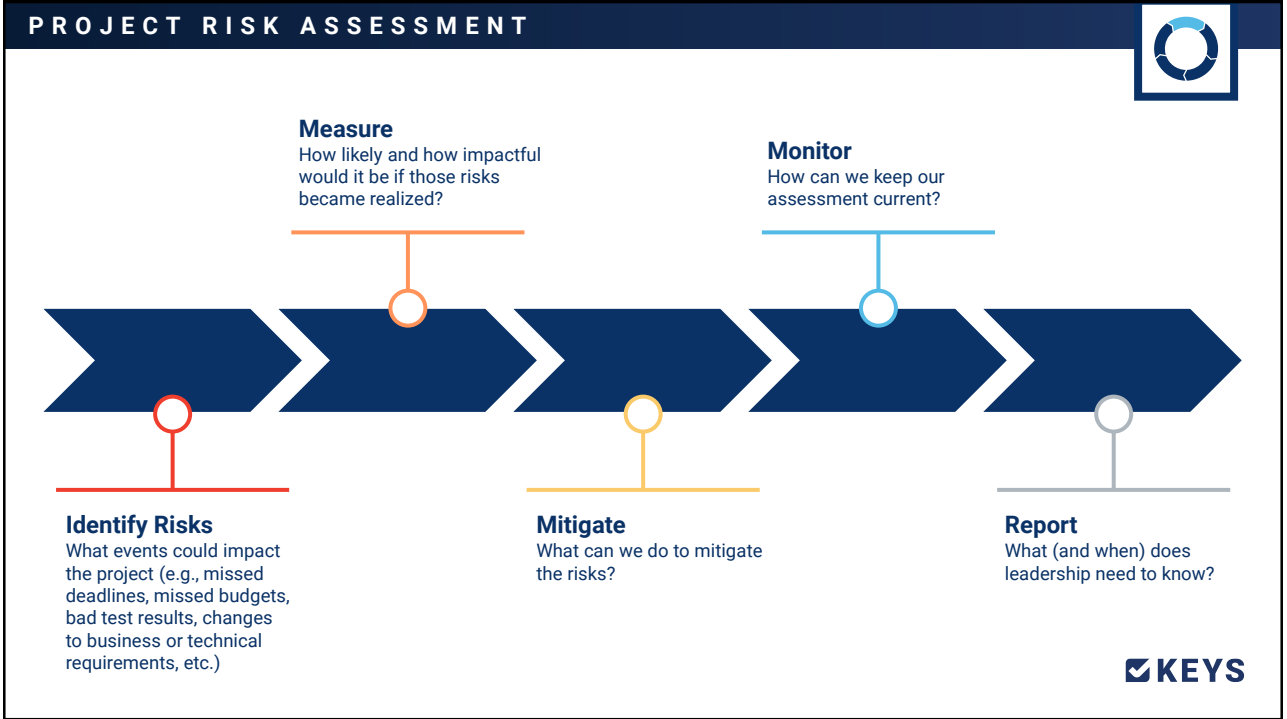 PROJECT RISK ASSESSMENT
Measure
How likely and how impactful
would it be if those risks
became realized?
Monitor
How can we keep our
assessment current?
Identify Risks
What events could impact
the project (e.g., missed
deadlines, missed budgets,
bad test results, changes
to business or technical
requirements, etc.)
Mitigate
What can we do to mitigate
the risks?
Report
What (and when) does
leadership need to know?
KEYS